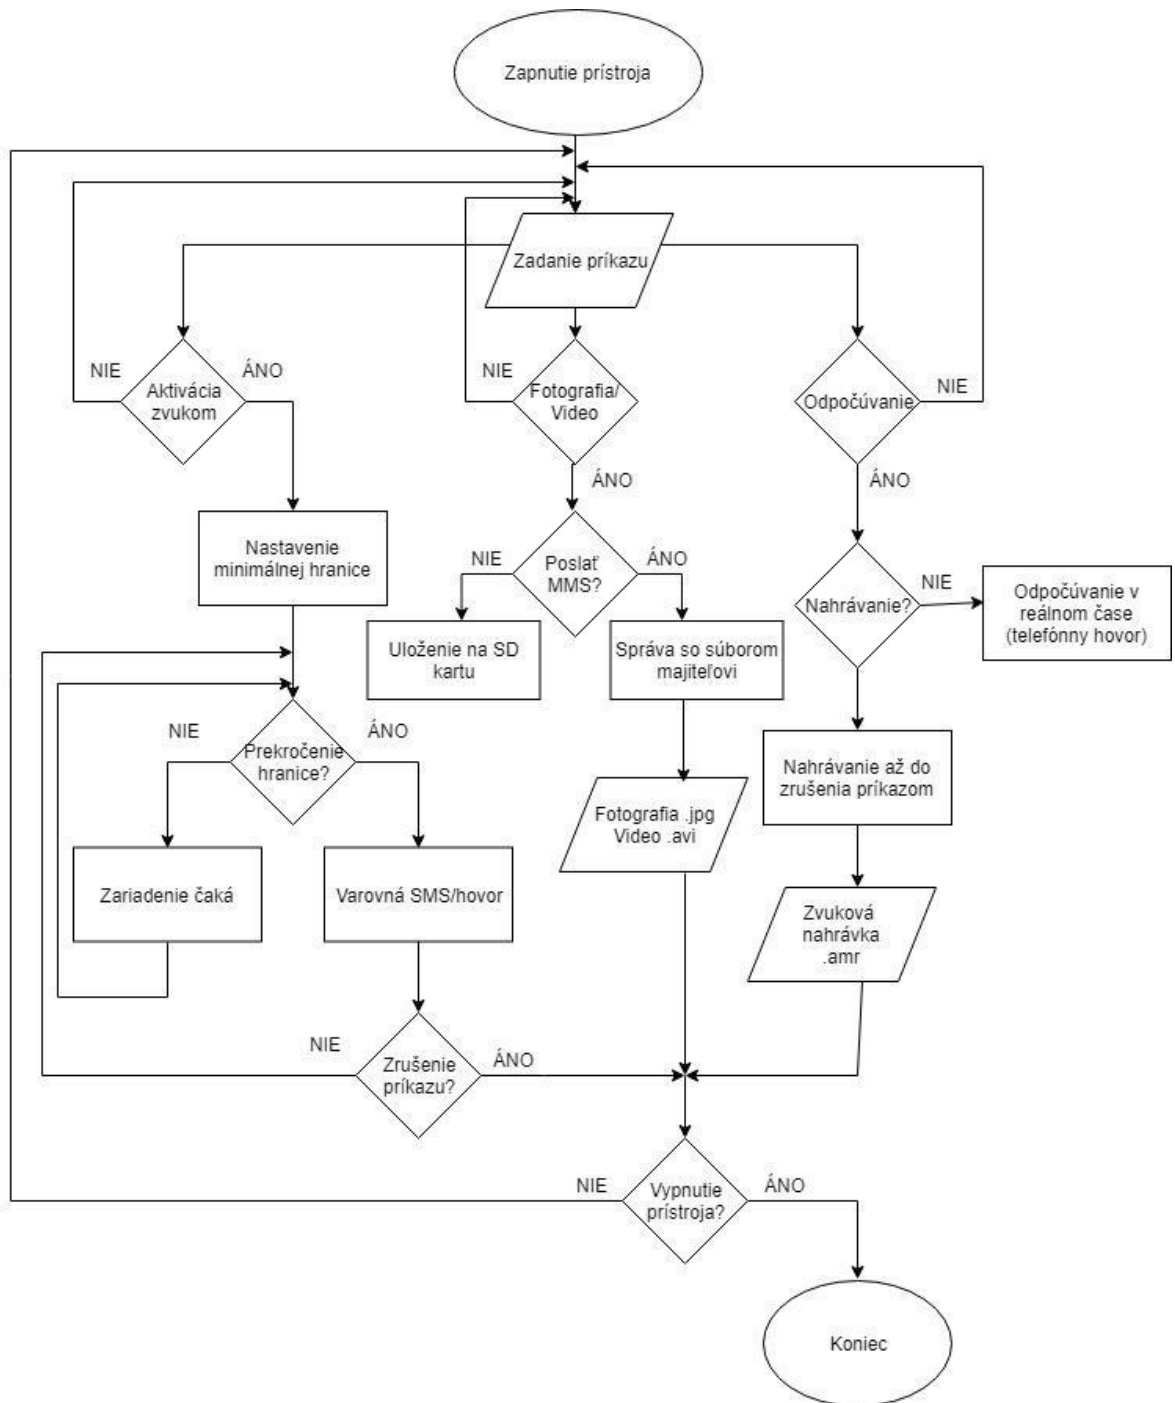 Zapnutie prístroja
Zadanie príkazu
NIE
ÁNO
Aktivácia
zvukom
NIE
Fotografia/
Video
ÁNO
Odpočúvanie
NIE
ÁNO
Nastavenie
minimálnej hranice
NIE
ÁNO
Poslať
MMS?
Nahrávanie?
NIE
Odpočúvanie v
reálnom čase
(telefónny hovor)
Uloženie na SD
kartu
Správa so súborom
majiteľovi
NIE
ÁNO
Prekročenie
hranice?
Nahrávanie až do
zrušenia príkazom
Fotografia .jpg
Video .avi
Zariadenie čaká
Varovná SMS/hovor
Zvuková
nahrávka
.amr
NIE
ÁNO
Zrušenie
príkazu?
NIE
ÁNO
Vypnutie
prístroja?
Koniec